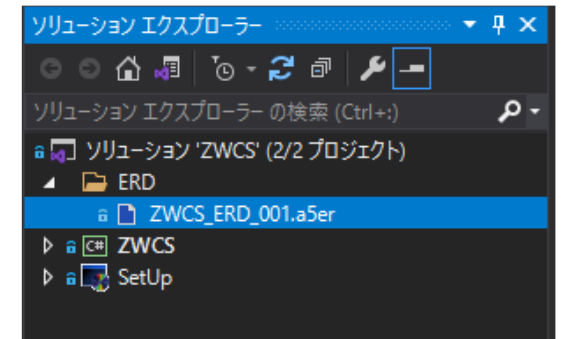 ソリューション エクスプローラー
ソリューション エクスプローラー の検索 (Ctrl+:)
ソリューション 'ZWCS' (2/2 プロジェクト)
ERD
ZWCS_ERD_001.a5er
C# ZWCS
SetUp